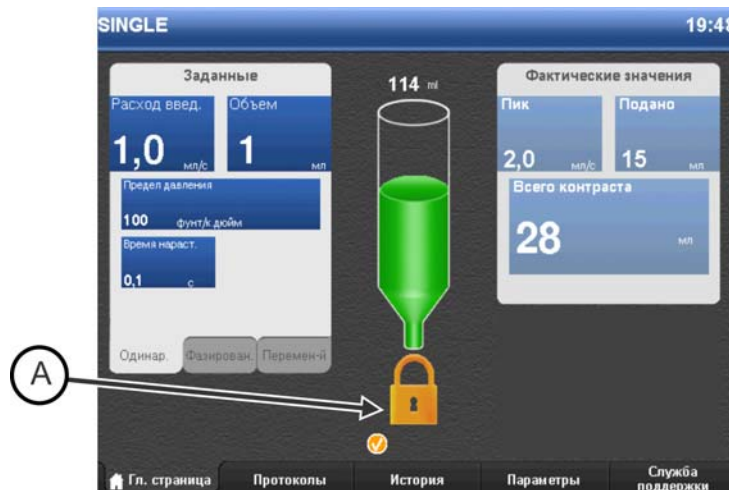 SINGLE 19:48
Заданные
Расход введ. Объем
1,0 мл/с 1 мл
Предел давления
100 фунт/к.дюйм
Время нараст.
0,1 с
Одинар. Фазирован. Перемен-й
114 ml
Фактические значения
Пик Подано
2,0 мл/с 15 мл
Всего контраста
28 мл
A
Гл. страница Протоколы История Параметры Служба
поддержки